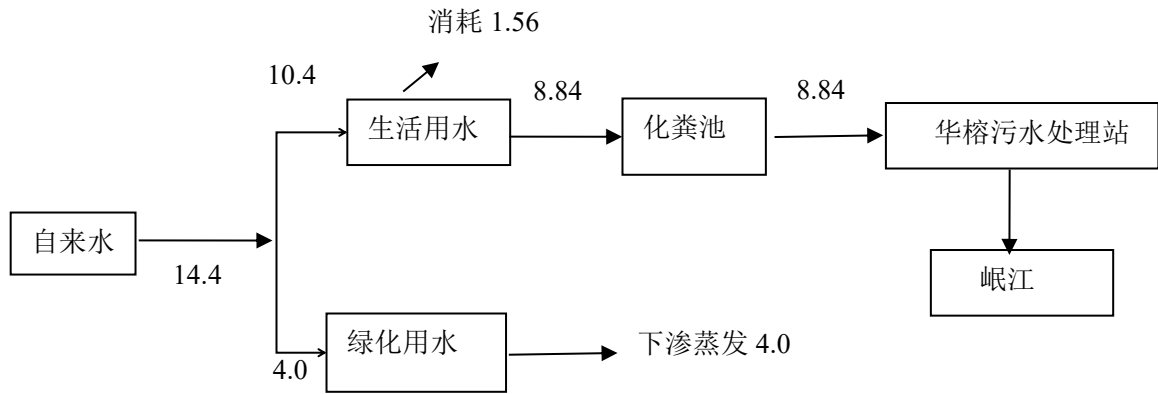 消耗 1.56
10.4
8.84
8.84
生活用水
化粪池
华榕污水处理站
自来水
14.4
岷江
绿化用水
下渗蒸发 4.0
4.0